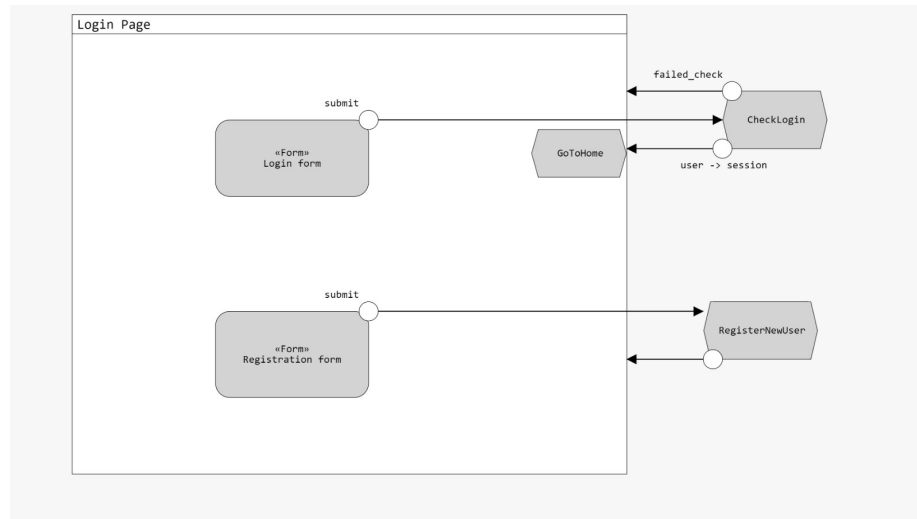 Login Page
failed_check
submit
CheckLogin
«Form»
Login form
GoToHome
user -> session
submit
RegisterNewUser
«Form»
Registration form